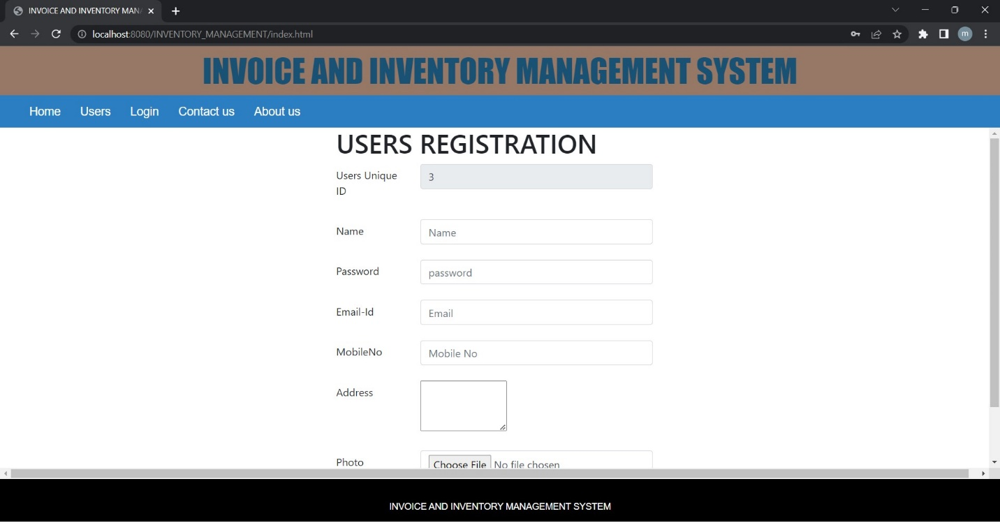 INVOICE AND INVENTORY MAN
localhost:8080/INVENTORY_MANAGEMENT/index.html
m
INVOICE AND INVENTORY MANAGEMENT SYSTEM
Home Users Login Contact us About us
USERS REGISTRATION
Users Unique
ID
3
Name Name
Password password
Email-Id Email
MobileNo Mobile No
Address
Photo Choose File No file chosen
INVOICE AND INVENTORY MANAGEMENT SYSTEM